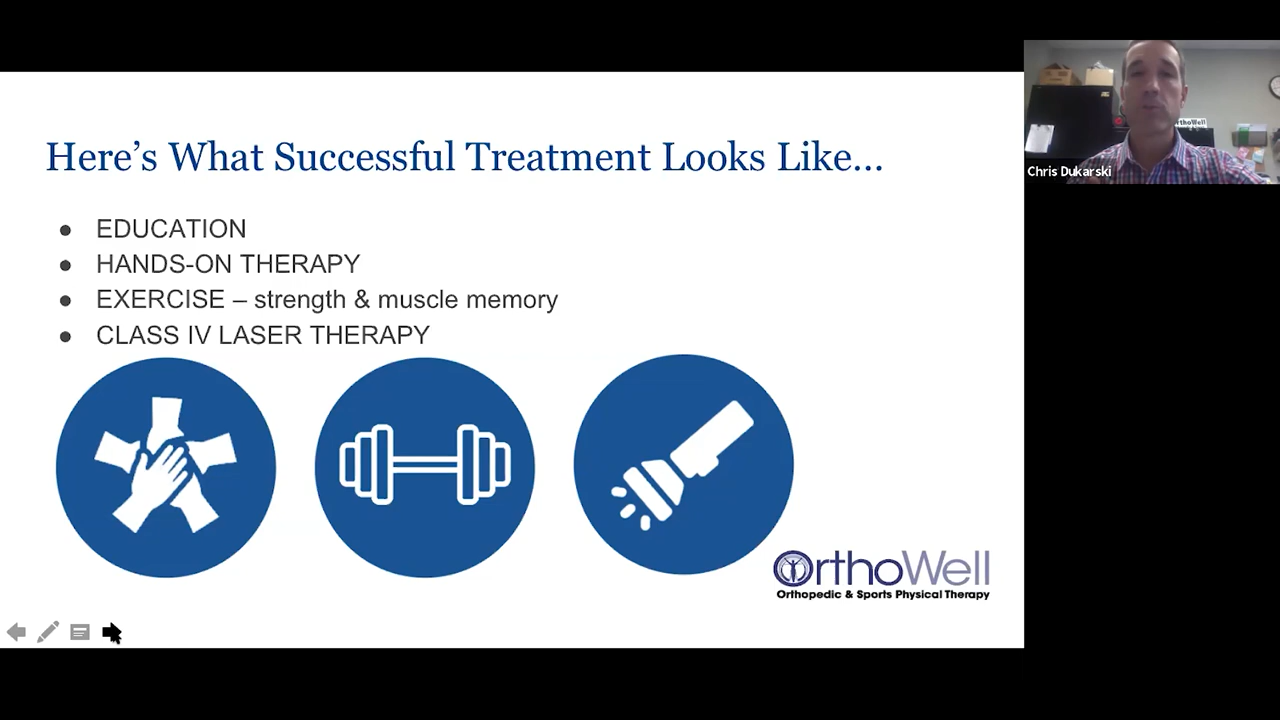 Here's What Successful Treatment Looks Like...
● EDUCATION
● HANDS-ON THERAPY
● EXERCISE – strength & muscle memory
● CLASS IV LASER THERAPY
OrthoWell
Orthopedic & Sports Physical Therapy
OrthoWell
Chris Dukarski